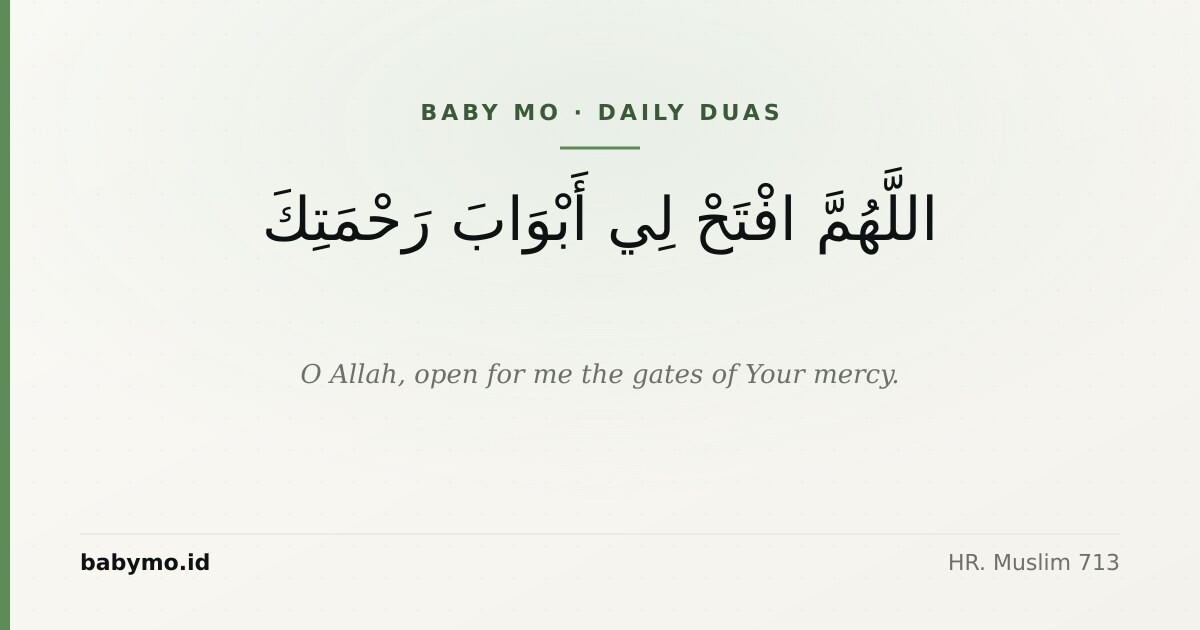 BABY MO · DAILY DUAS
اللَّهُمَّ افْتَحْ لِي أَبْوَابَ رَحْمَتِكَ
O Allah, open for me the gates of Your mercy.
babymo.id
HR. Muslim 713